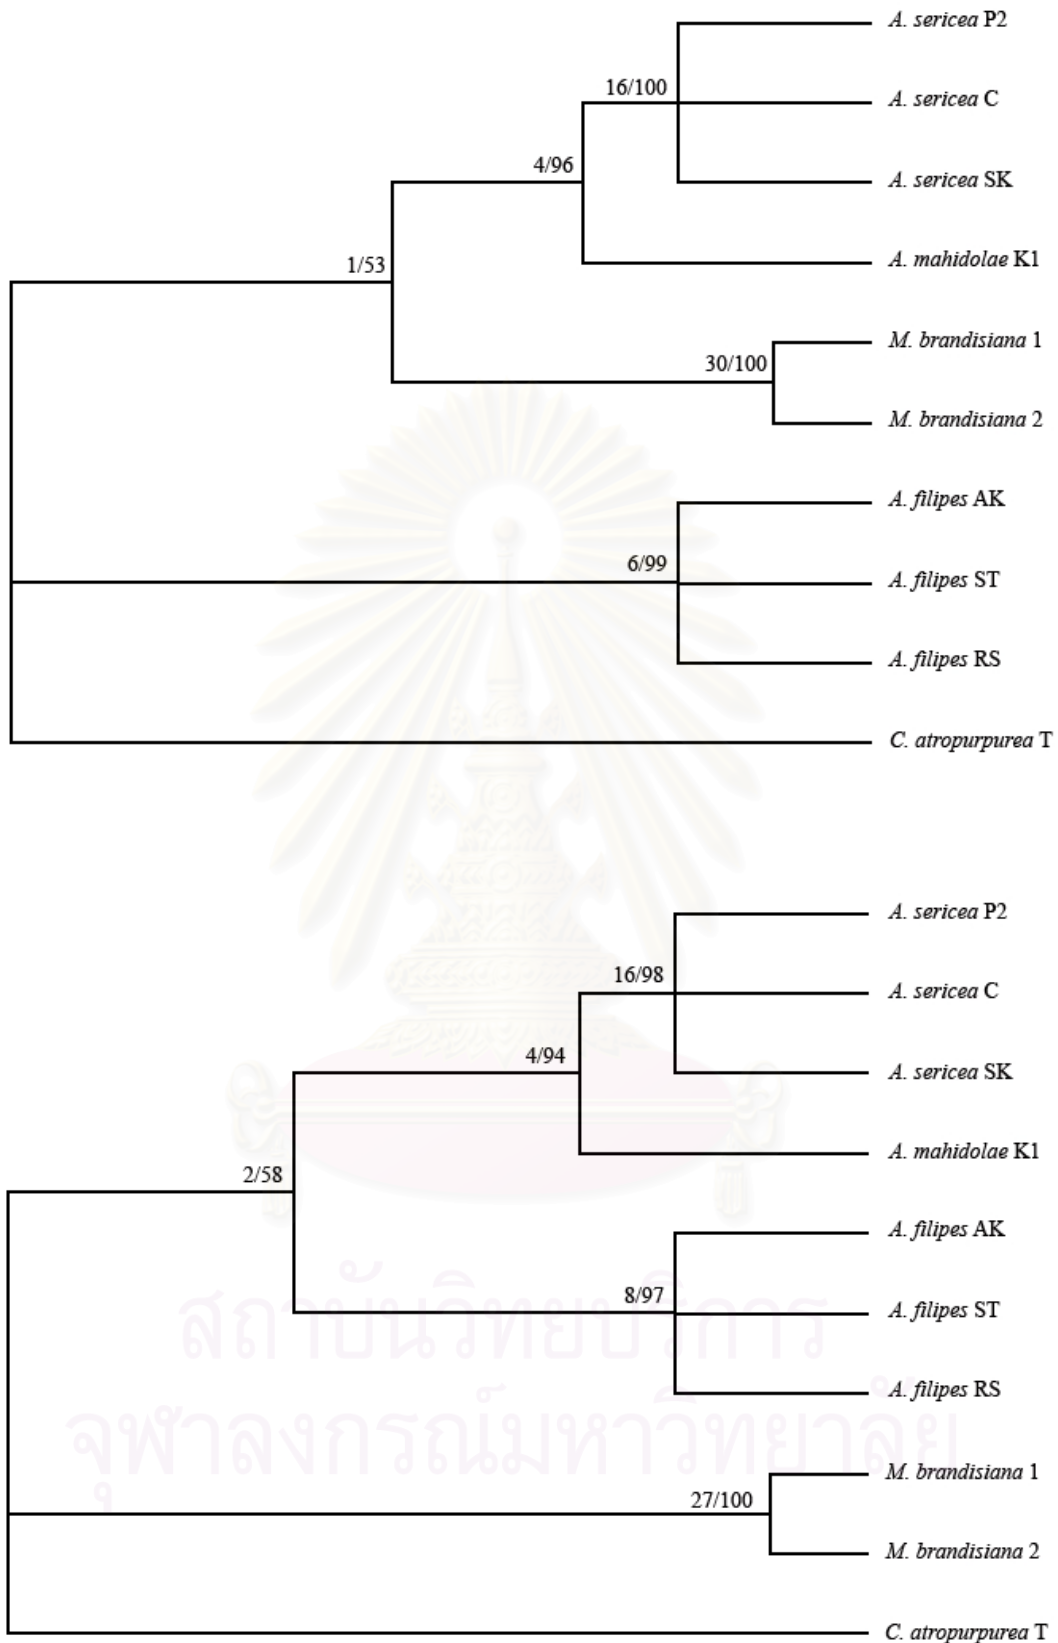 A. sericea P2
16/100
A. sericea C
4/96
A. sericea SK
1/53
A. mahidolae K1
M. brandisiana 1
30/100
M. brandisiana 2
A. filipes AK
6/99
A. filipes ST
A. filipes RS
C. atropurpurea T
A. sericea P2
16/98
A. sericea C
4/94
A. sericea SK
A. mahidolae K1
2/58
A. filipes AK
8/97
A. filipes ST
สถาบันวิทยบริการ
A. filipes RS
จุฬาลงกรณ์มหาวิทยาลัย
M. brandisiana 1
27/100
M. brandisiana 2
C. atropurpurea T